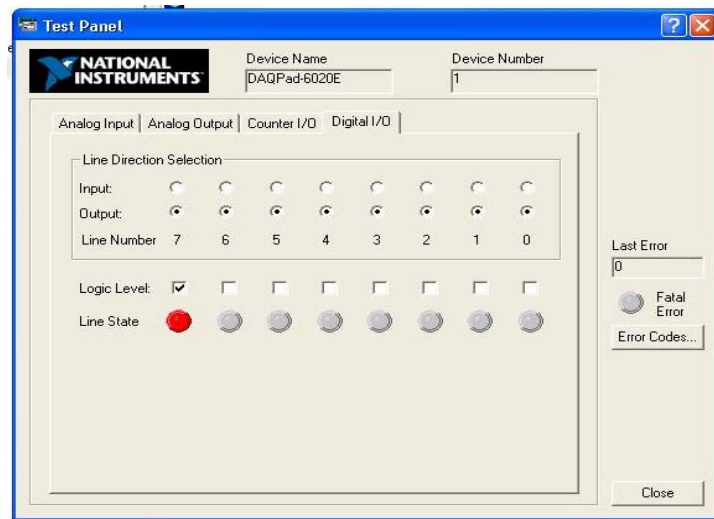 Test Panel
NATIONAL
INSTRUMENTS
Device Name
DAQPad-6020E
Device Number
1
Analog Input
Analog Output
Counter I/O
Digital I/O
Line Direction Selection
Input:
Output:
Line Number 7 6 5 4 3 2 1 0
Logic Level:
Line State
Last Error
0
Fatal
Error
Error Codes...
Close